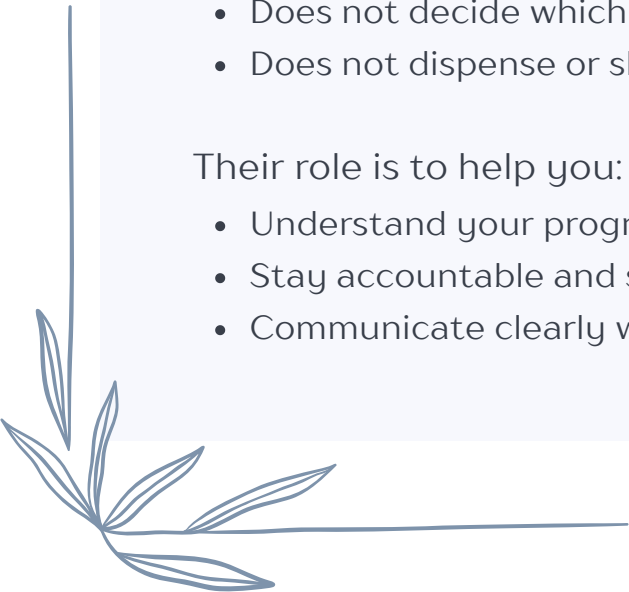 • Does not decide which
• Does not dispense or
Their role is to help you:
• Understand your
• Stay accountable and
• Communicate clearly